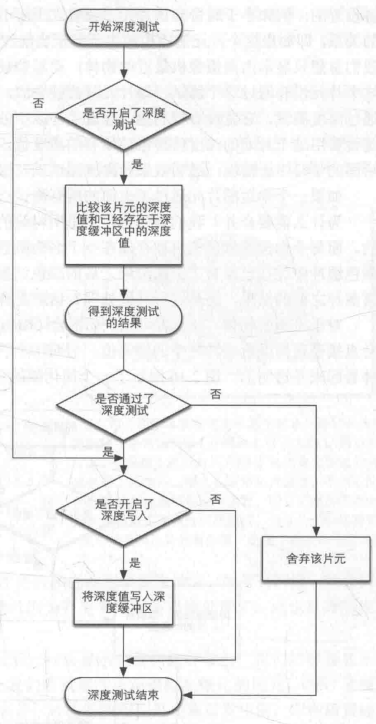 开始深度测试
否
是否开启了深度
测试
是
比较该片元的深度
值和已经存在于深
度缓冲区中的深度
值
得到深度测试
的结果
是否通过了
深度测试
否
是
是否开启了
深度写入
否
是
舍弃该片元
将深度值写入深
度缓冲区
深度测试结束